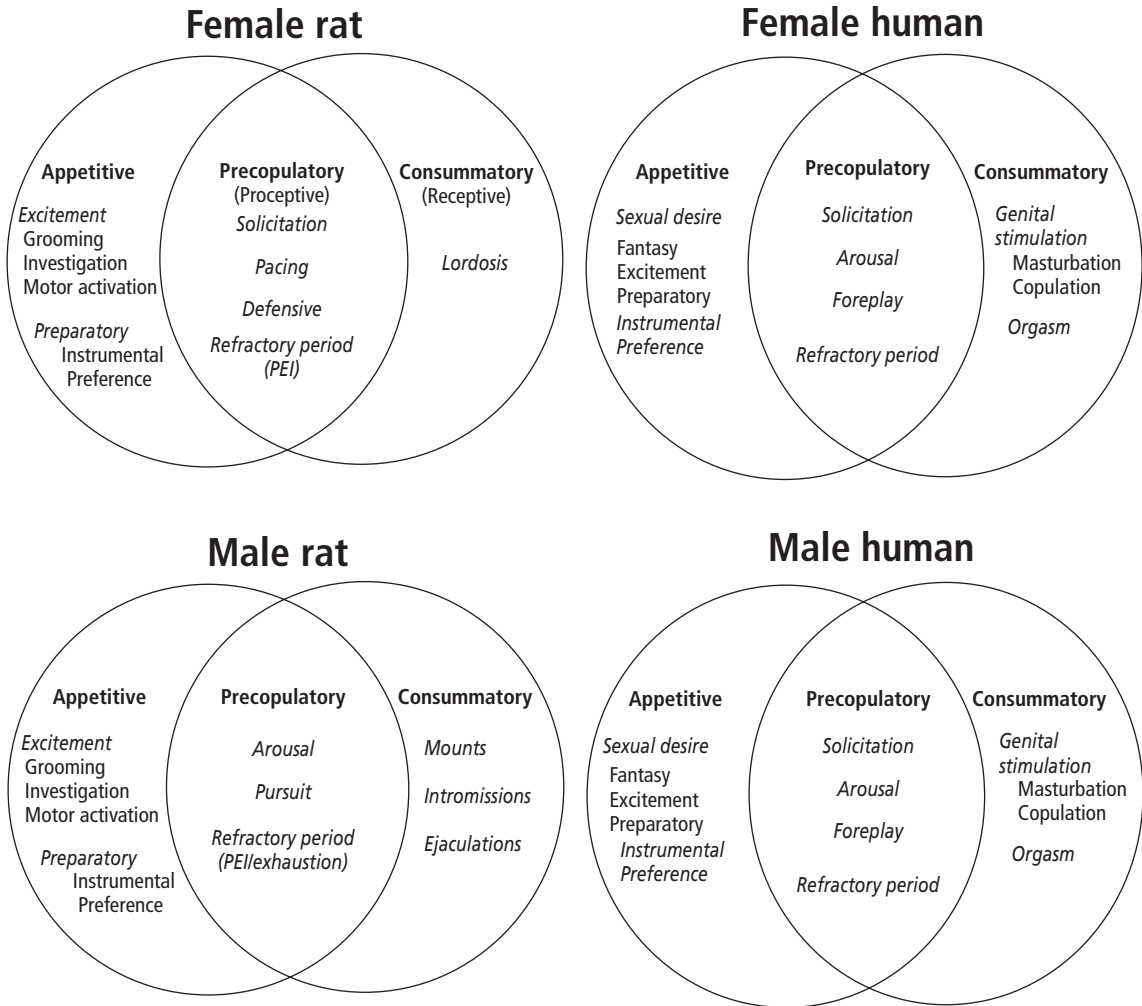 Female rat
Appetitive
Excitement
Grooming
Investigation
Motor activation
Preparatory
Instrumental
Preference
Precopulatory
(Proceptive)
Solicitation
Pacing
Defensive
Refractory period
(PEI)
Consummatory
(Receptive)
Lordosis
Female human
Appetitive
Sexual desire
Fantasy
Excitement
Preparatory
Instrumental
Preference
Precopulatory
Solicitation
Arousal
Foreplay
Refractory period
Consummatory
Genital
stimulation
Masturbation
Copulation
Orgasm
Male rat
Appetitive
Excitement
Grooming
Investigation
Motor activation
Preparatory
Instrumental
Preference
Precopulatory
Arousal
Pursuit
Refractory period
(PEI/exhaustion)
Consummatory
Mounts
Intromissions
Ejaculations
Male human
Appetitive
Sexual desire
Fantasy
Excitement
Preparatory
Instrumental
Preference
Precopulatory
Solicitation
Arousal
Foreplay
Refractory period
Consummatory
Genital
stimulation
Masturbation
Copulation
Orgasm